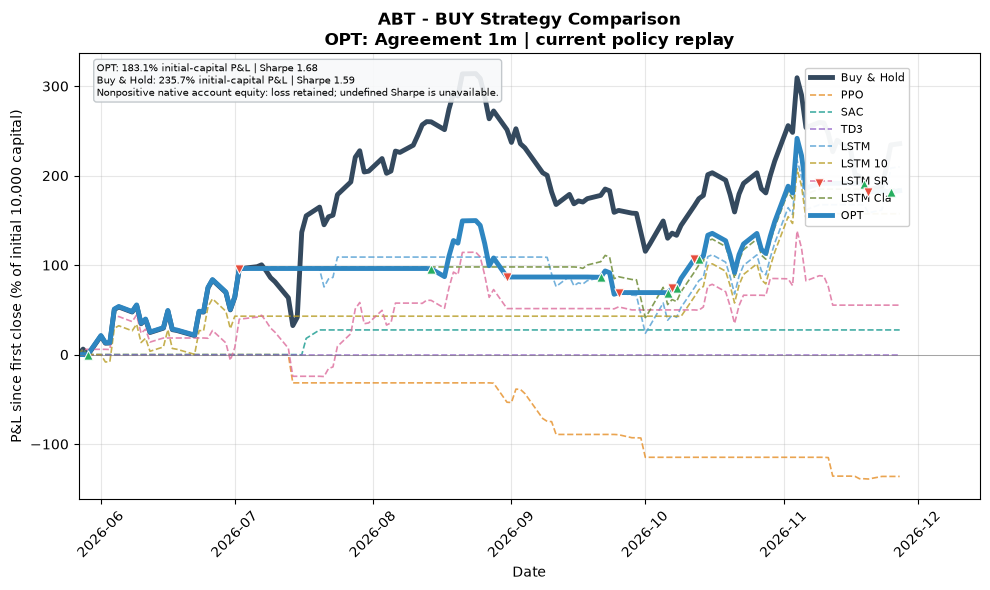 ABT - BUY Strategy Comparison
OPT: Agreement 1m | current policy replay
OPT: 183.1% initial-capital P&L | Sharpe 1.68
Buy & Hold: 235.7% initial-capital P&L | Sharpe 1.59
Nonpositive native account equity: loss retained; undefined Sharpe is unavailable.
Buy & Hold
PPO
SAC
TD3
LSTM
LSTM 10
LSTM SR
LSTM Cla
OPT
P&L since first close (% of initial 10,000 capital)
300
200
100
0
−100
2026-06
2026-07
2026-08
2026-09
2026-10
2026-11
2026-12
Date